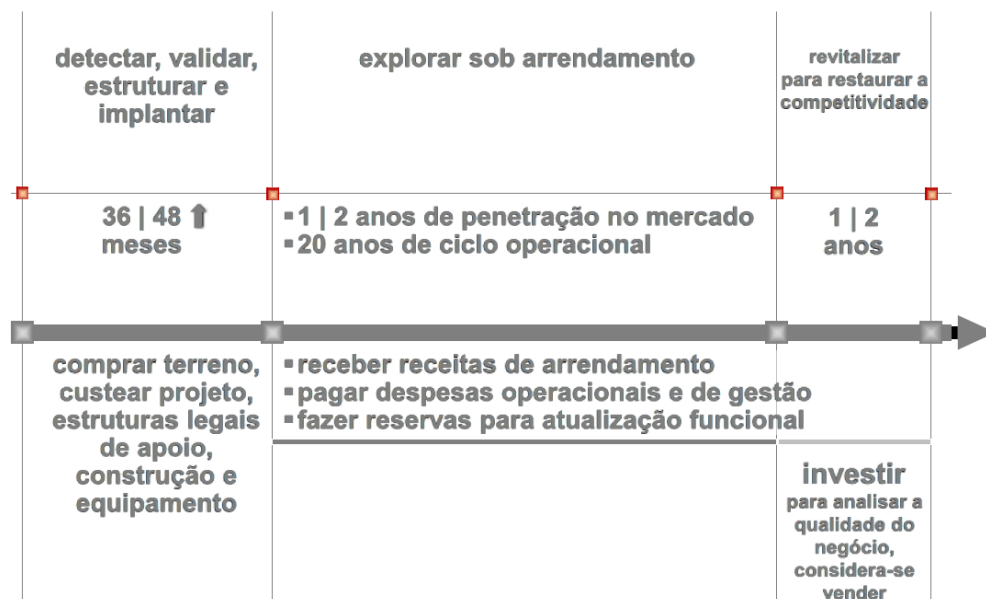 detectar, validar,
estruturar e
implantar
explorar sob arrendamento
revitalizar
para restaurar a
competitividade
36 | 48 ⬆
meses
▪1 | 2 anos de penetração no mercado
▪20 anos de ciclo operacional
1 | 2
anos
comprar terreno,
custear projeto,
estruturas legais
de apoio,
construção e
equipamento
▪receber receitas de arrendamento
▪pagar despesas operacionais e de gestão
▪fazer reservas para atualização funcional
investir
para analisar a
qualidade do
negócio,
considera-se
vender